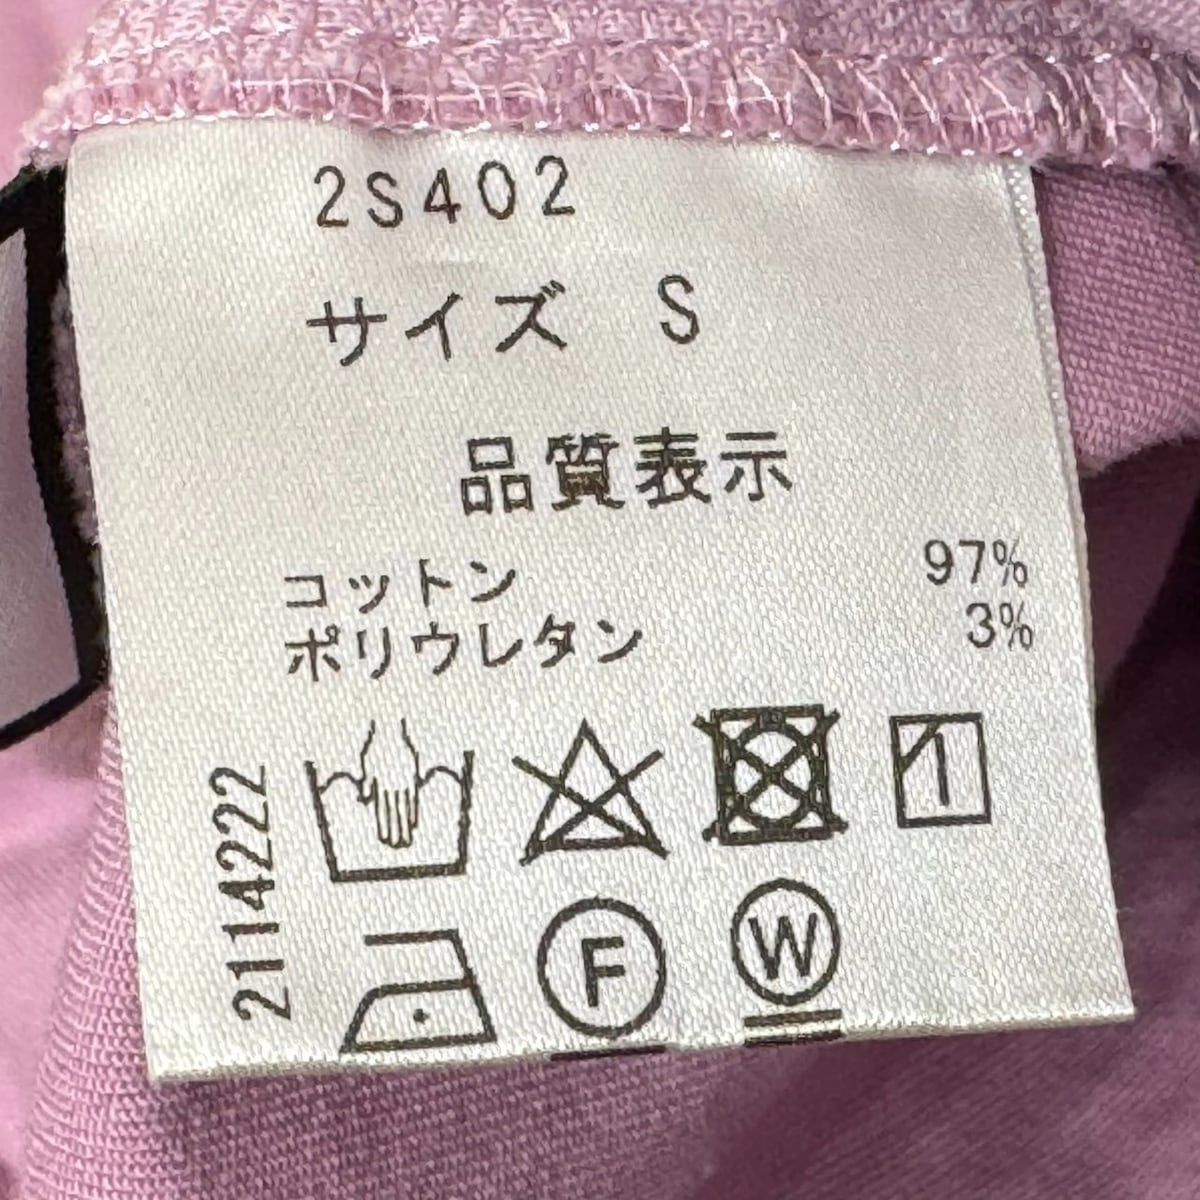 2S402
サイズ S
品質表示
コットン 97%
ポリウレタン 3%
2114222
F
W